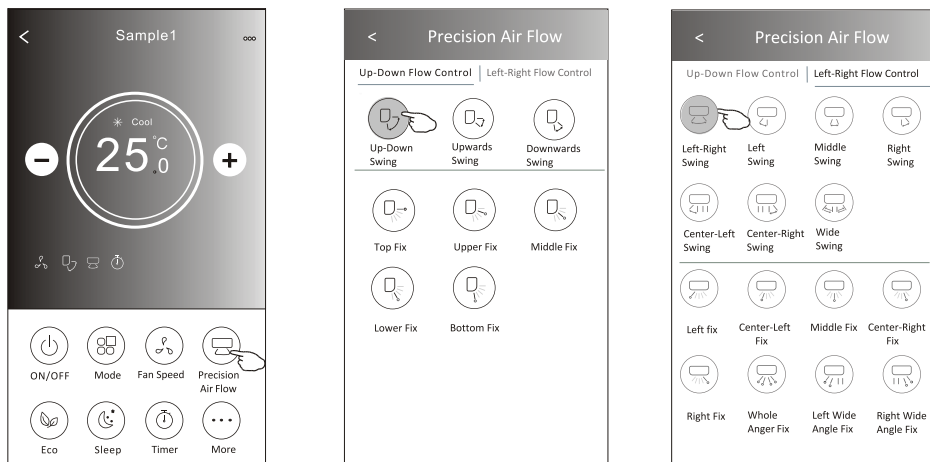 Sample1
Cool
25.0 °C
ON/OFF
Mode
Fan Speed
Precision
Air Flow
Eco
Sleep
Timer
More
Precision Air Flow
Up-Down Flow Control
Left-Right Flow Control
Up-Down
Swing
Upwards
Swing
Downwards
Swing
Top Fix
Upper Fix
Middle Fix
Lower Fix
Bottom Fix
Precision Air Flow
Up-Down Flow Control
Left-Right Flow Control
Left-Right
Swing
Left
Swing
Middle
Swing
Right
Swing
Center-Left
Swing
Center-Right
Swing
Wide
Swing
Left fix
Center-Left
Fix
Middle Fix
Center-Right
Fix
Right Fix
Whole
Anger Fix
Left Wide
Angle Fix
Right Wide
Angle Fix